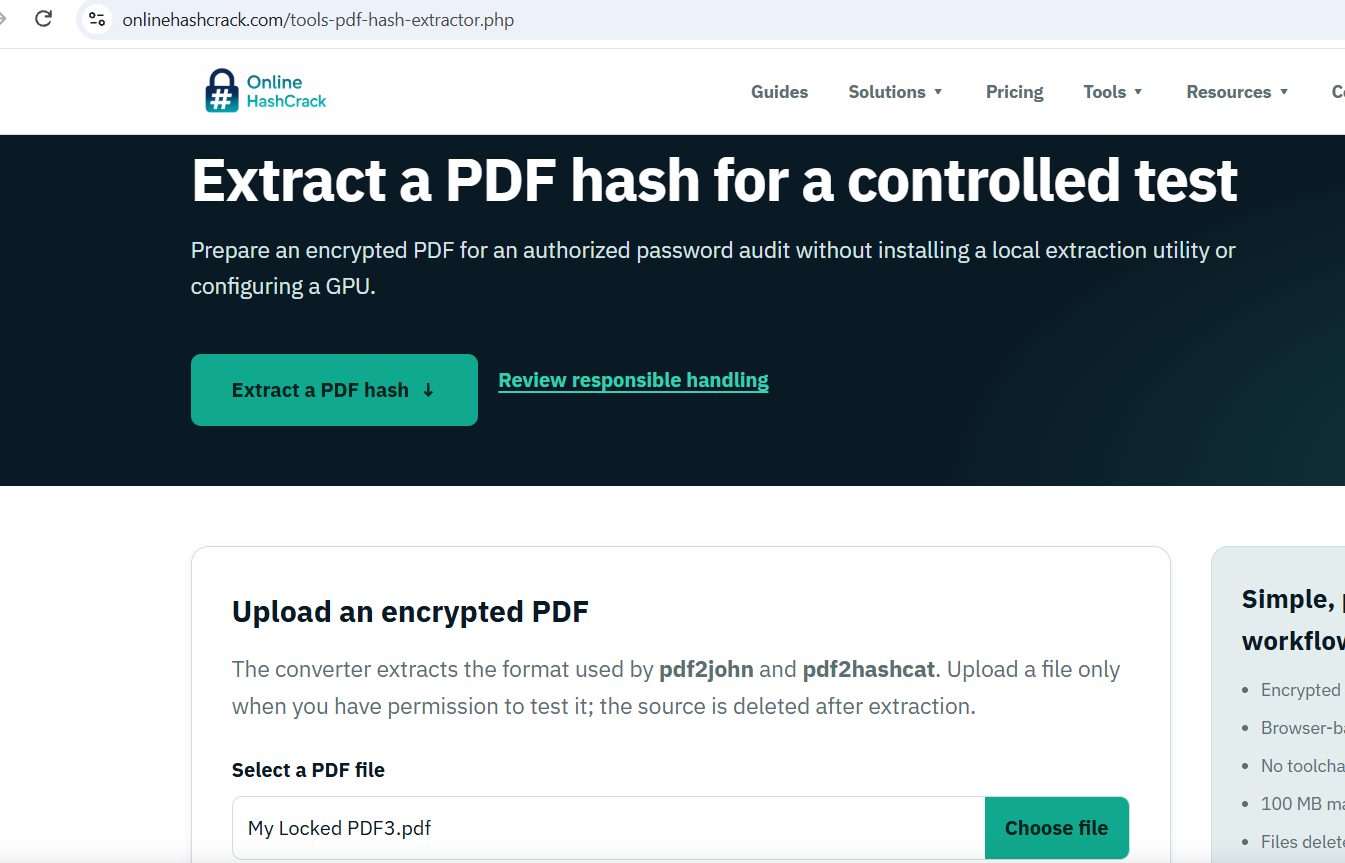 onlinehashcrack.com/tools-pdf-hash-extractor.php
Online
HashCrack
Guides Solutions Pricing Tools Resources
Extract a PDF hash for a controlled test
Prepare an encrypted PDF for an authorized password audit without installing a local extraction utility or
configuring a GPU.
Extract a PDF hash ↓
Review responsible handling
Upload an encrypted PDF
The converter extracts the format used by pdf2john and pdf2hashcat. Upload a file only
when you have permission to test it; the source is deleted after extraction.
Select a PDF file
My Locked PDF3.pdf
Choose file
Simple,
workflow
Encrypted
Browser-ba
No toolcha
100 MB ma
Files delete